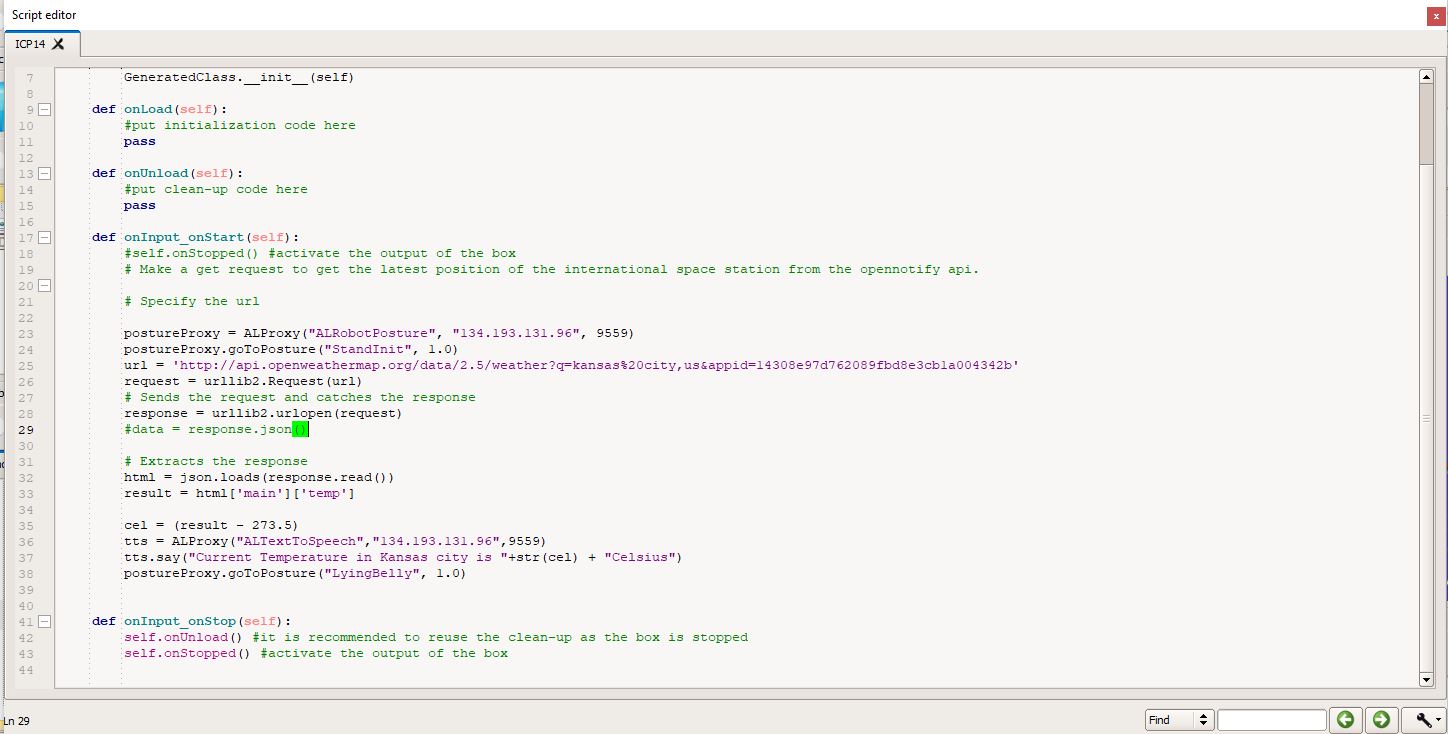 Script editor
x
ICP14 X
7 GeneratedClass.__init__(self)
8
9 def onLoad(self):
10 #put initialization code here
11 pass
12
13 def onUnload(self):
14 #put clean-up code here
15 pass
16
17 def onInput_onStart(self):
18 #self.onStopped() #activate the output of the box
19 # Make a get request to get the latest position of the international space station from the opennotify api.
20
21 # Specify the url
22
23 postureProxy = ALProxy("ALRobotPosture", "134.193.131.96", 9559)
24 postureProxy.goToPosture("StandInit", 1.0)
25 url = 'http://api.openweathermap.org/data/2.5/weather?q=kansas%20city,us&appid=14308e97d762089fbd8e3cb1a004342b'
26 request = urllib2.Request(url)
27 # Sends the request and catches the response
28 response = urllib2.urlopen(request)
29 #data = response.json()
30
31 # Extracts the response
32 html = json.loads(response.read())
33 result = html['main']['temp']
34
35 cel = (result - 273.5)
36 tts = ALProxy("ALTextToSpeech","134.193.131.96",9559)
37 tts.say("Current Temperature in Kansas city is "+str(cel) + "Celsius")
38 postureProxy.goToPosture("LyingBelly", 1.0)
39
40
41 def onInput_onStop(self):
42 self.onUnload() #it is recommended to reuse the clean-up as the box is stopped
43 self.onStopped() #activate the output of the box
44
Ln 29
Find